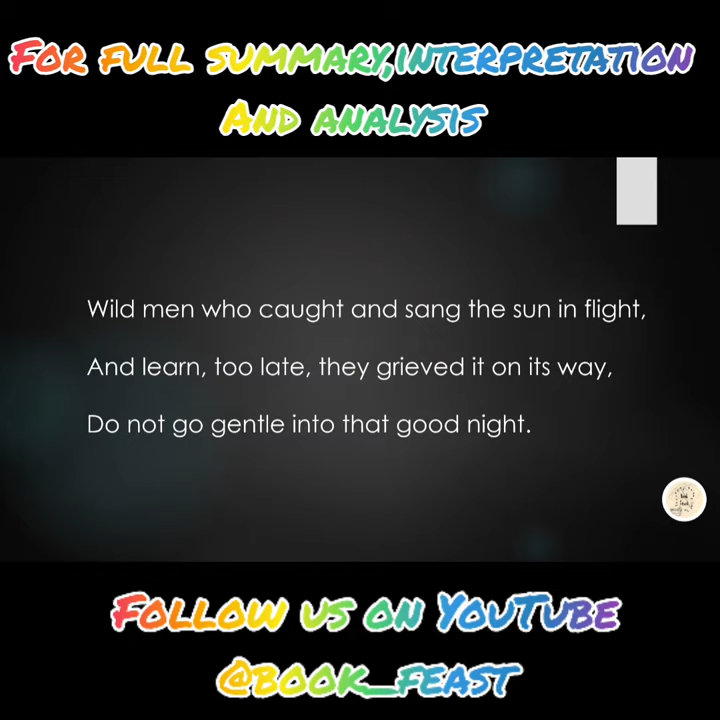 FOR FULL SUMMARY,INTERPRETATION
AND ANALYSIS
Wild men who caught and sang the sun in flight,
And learn, too late, they grieved it on its way,
Do not go gentle into that good night.
FOLLOW US ON YOUTUBE
@BOOK_FEAST